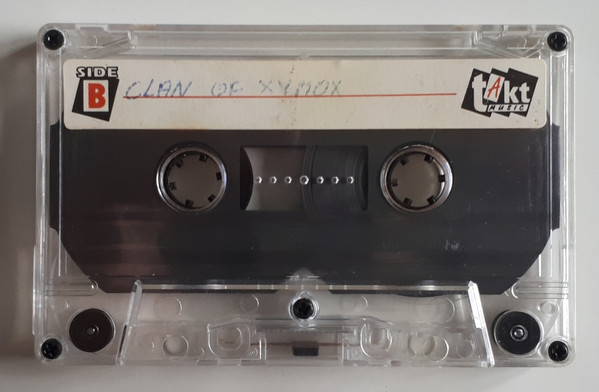 SIDE
B
CLAN OF XYMOX
tAkt
MUSIC